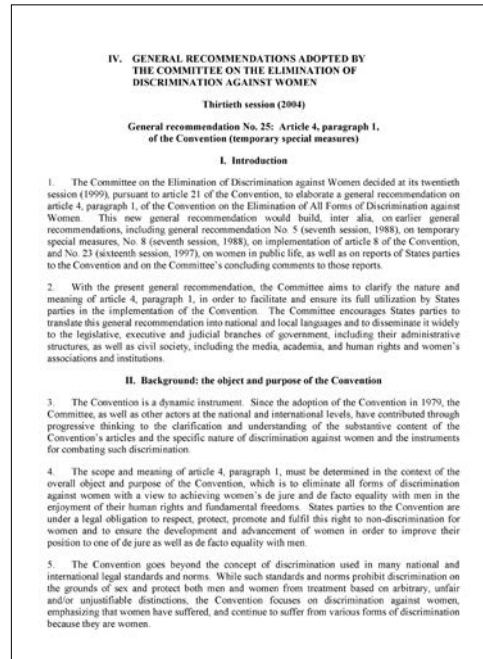 IV. GENERAL RECOMMENDATIONS ADOPTED BY
THE COMMITTEE ON THE ELIMINATION OF
DISCRIMINATION AGAINST WOMEN
Thirtieth session (2004)
General recommendation No. 25: Article 4, paragraph 1,
of the Convention (temporary special measures)
I. Introduction
1. The Committee on the Elimination of Discrimination against Women decided at its twentieth
session (1999), pursuant to article 21 of the Convention, to elaborate a general recommendation on
article 4, paragraph 1, of the Convention on the Elimination of All Forms of Discrimination against
Women. This new general recommendation would build, inter alia, on earlier general
recommendations, including general recommendation No. 5 (seventh session, 1988), on temporary
special measures, No. 8 (seventh session, 1988), on implementation of article 8 of the Convention,
and No. 23 (sixteenth session, 1997), on women in public life, as well as on reports of States parties
to the Convention and on the Committee's concluding comments to those reports.
2. With the present general recommendation, the Committee aims to clarify the nature and
meaning of article 4, paragraph 1, in order to facilitate and ensure its full utilization by States
parties in the implementation of the Convention. The Committee encourages States parties to
translate this general recommendation into national and local languages and to disseminate it widely
to the legislative, executive and judicial branches of government, including their administrative
structures, as well as civil society, including the media, academia, and human rights and women's
associations and institutions.
II. Background: the object and purpose of the Convention
3. The Convention is a dynamic instrument. Since the adoption of the Convention in 1979, the
Committee, as well as other actors at the national and international levels, have contributed through
progressive thinking to the clarification and understanding of the substantive content of the
Convention's articles and the specific nature of discrimination against women and the instruments
for combating such discrimination.
4. The scope and meaning of article 4, paragraph 1, must be determined in the context of the
overall object and purpose of the Convention, which is to eliminate all forms of discrimination
against women with a view to achieving women's de jure and de facto equality with men in the
enjoyment of their human rights and fundamental freedoms. States parties to the Convention are
under a legal obligation to respect, protect, promote and fulfil this right to non-discrimination for
women and to ensure the development and advancement of women in order to improve their
position to one of de jure as well as de facto equality with men.
5. The Convention goes beyond the concept of discrimination used in many national and
international legal standards and norms. While such standards and norms prohibit discrimination on
the grounds of sex and protect both men and women from treatment based on arbitrary, unfair
and/or unjustifiable distinctions, the Convention focuses on discrimination against women,
emphasizing that women have suffered, and continue to suffer from various forms of discrimination
because they are women.